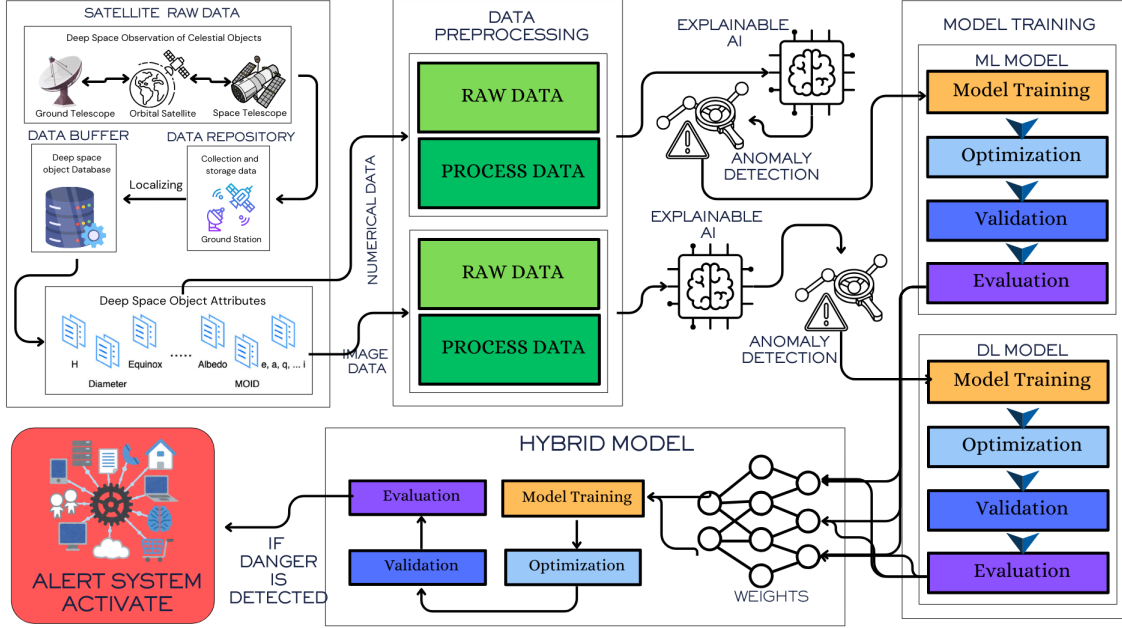 SATELLITE RAW DATA
Deep Space Observation of Celestial Objects
Ground Telescope
Orbital Satellite
Space Telescope
DATA BUFFER
Deep space
object Database
Localizing
DATA REPOSITORY
Collection and
storage data
Ground Station
Deep Space Object Attributes
H
Diameter
Equinox
.....
Albedo
MOID
e, a, q, ... i
NUMERICAL DATA
IMAGE
DATA
DATA
PREPROCESSING
RAW DATA
PROCESS DATA
RAW DATA
PROCESS DATA
EXPLAINABLE
AI
ANOMALY
DETECTION
EXPLAINABLE
AI
ANOMALY
DETECTION
MODEL TRAINING
ML MODEL
Model Training
Optimization
Validation
Evaluation
DL MODEL
Model Training
Optimization
Validation
Evaluation
HYBRID MODEL
WEIGHTS
Model Training
Optimization
Validation
Evaluation
IF
DANGER
IS
DETECTED
ALERT SYSTEM
ACTIVATE